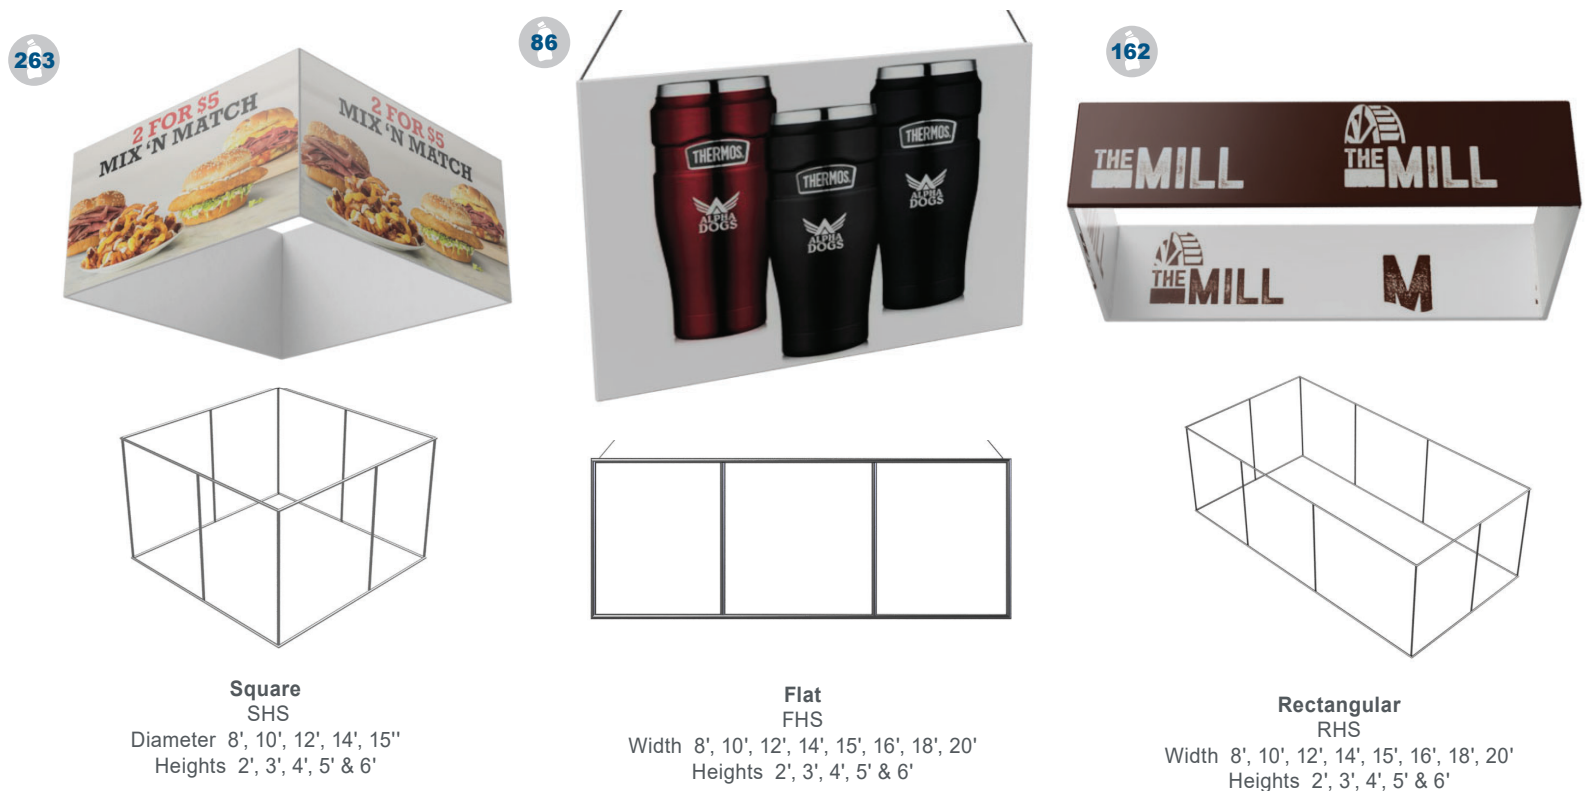 263
2 FOR $5
MIX 'N MATCH
2 FOR $5
MIX 'N MATCH
Square
SHS
Diameter 8', 10', 12', 14', 15''
Heights 2', 3', 4', 5' & 6'
86
THERMOS.
ALPHA
DOGS
THERMOS.
ALPHA
DOGS
THERMOS.
ALPHA
DOGS
Flat
FHS
Width 8', 10', 12', 14', 15', 16', 18', 20'
Heights 2', 3', 4', 5' & 6'
162
THE MILL
THE MILL
THE MILL
M
Rectangular
RHS
Width 8', 10', 12', 14', 15', 16', 18', 20'
Heights 2', 3', 4', 5' & 6'